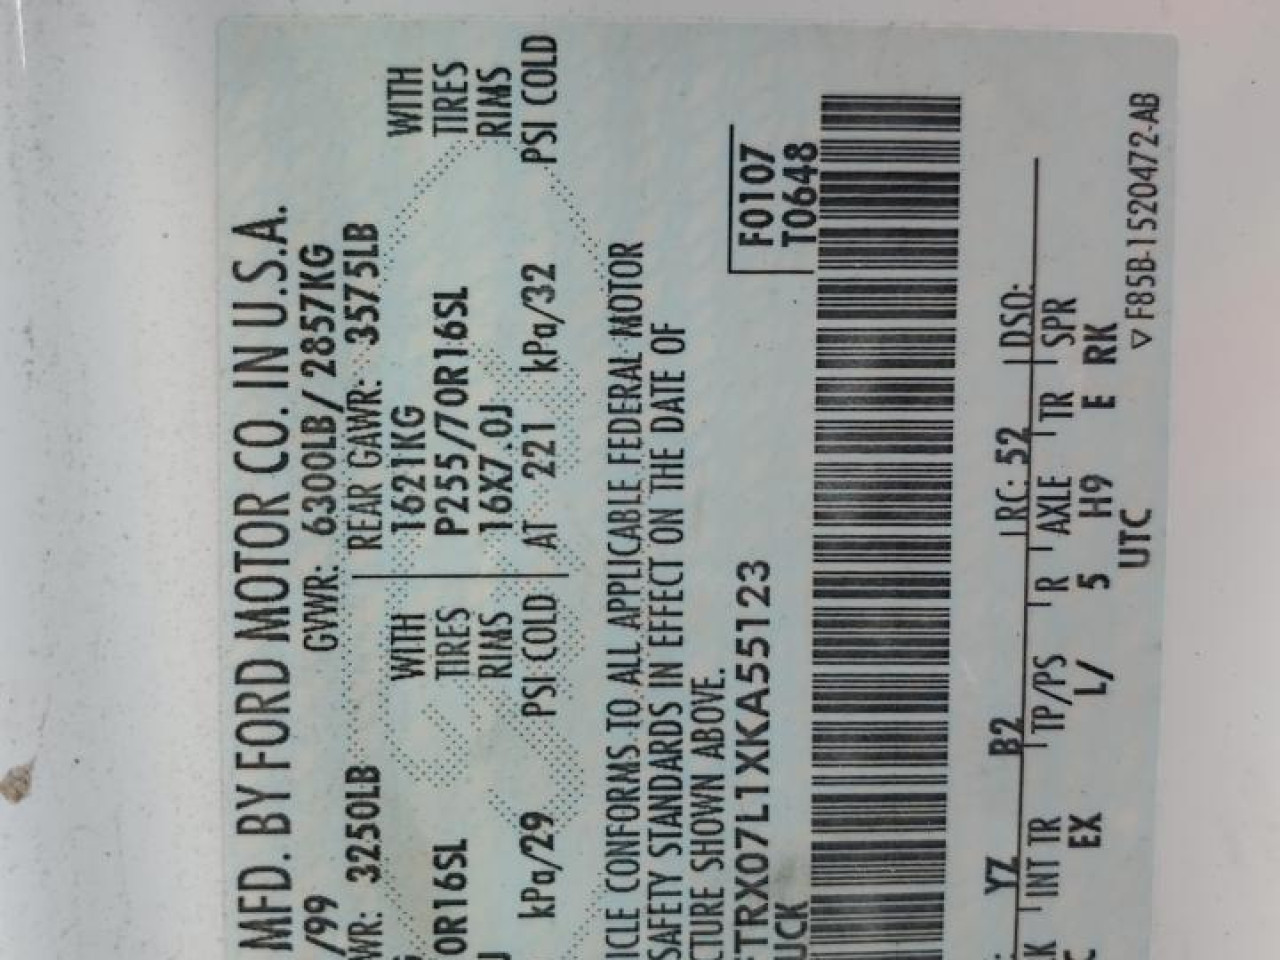 MFD. BY FORD MOTOR CO. IN U.S.A.
/99 GVWR: 6300LB/ 2857KG
WR: 3250LB REAR GAWR: 3575LB
WITH 1621KG WITH
0R16SL TIRES P255/70R16SL TIRES
J RIMS 16X7.0J RIMS
kPa/29 PSI COLD AT 221 kPa/32 PSI COLD
ICLE CONFORMS TO ALL APPLICABLE FEDERAL MOTOR
SAFETY STANDARDS IN EFFECT ON THE DATE OF
CTURE SHOWN ABOVE.
FTRX07L1XKA55123
UCK
F0107
T0648
YZ B2 RC: 52 DSO:
K INT TR TP/PS R AXLE TR SPR
C EX L/ 5 H9 E RK
UTC
▽ F85B-1520472-AB